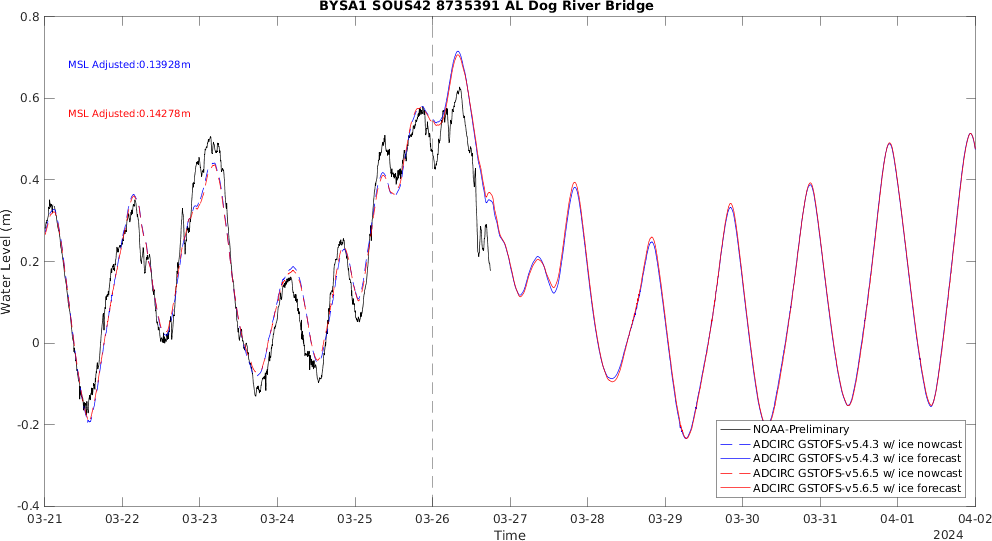 BYSA1 SOUS42 8735391 AL Dog River Bridge
0.8
0.6
0.4
0.2
0
-0.2
-0.4
Water Level (m)
MSL Adjusted:0.13928m
MSL Adjusted:0.14278m
NOAA-Preliminary
ADCIRC GSTOFS-v5.4.3 w/ ice nowcast
ADCIRC GSTOFS-v5.4.3 w/ ice forecast
ADCIRC GSTOFS-v5.6.5 w/ ice nowcast
ADCIRC GSTOFS-v5.6.5 w/ ice forecast
03-21 03-22 03-23 03-24 03-25 03-26 03-27 03-28 03-29 03-30 03-31 04-01 04-02
Time
2024